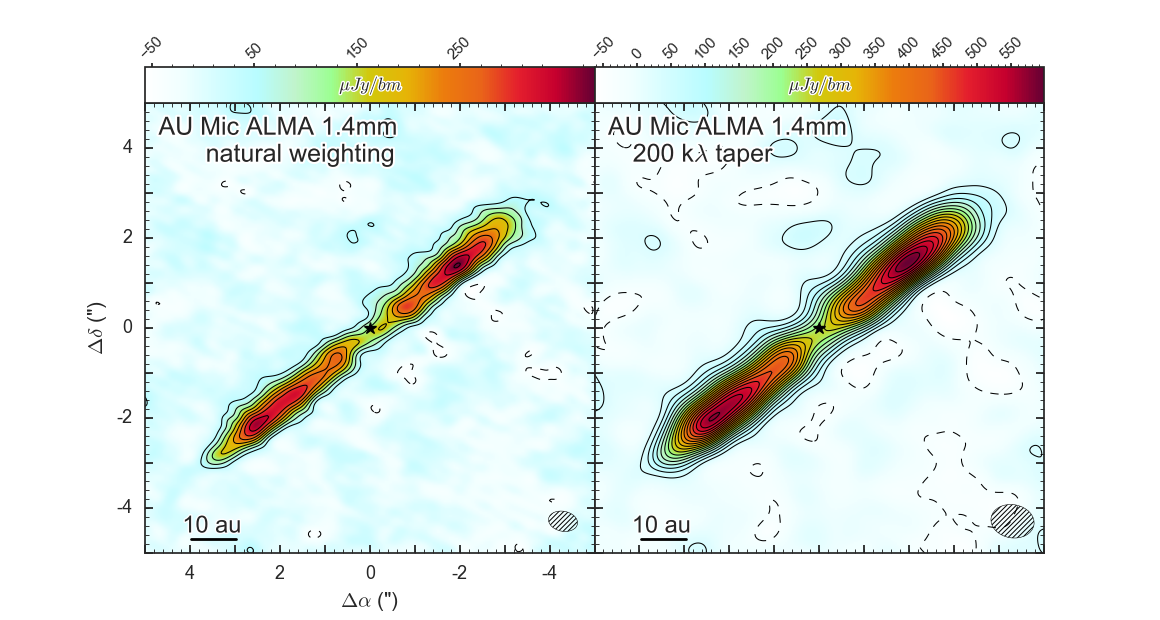 -50 50 150 250
-50 0 50 100 150 200 250 300 350 400 450 500 550
μJy/bm
μJy/bm
AU Mic ALMA 1.4mm
natural weighting
AU Mic ALMA 1.4mm
200 kλ taper
4
2
0
-2
-4
Δδ (")
10 au
10 au
4 2 0 -2 -4
Δα (")